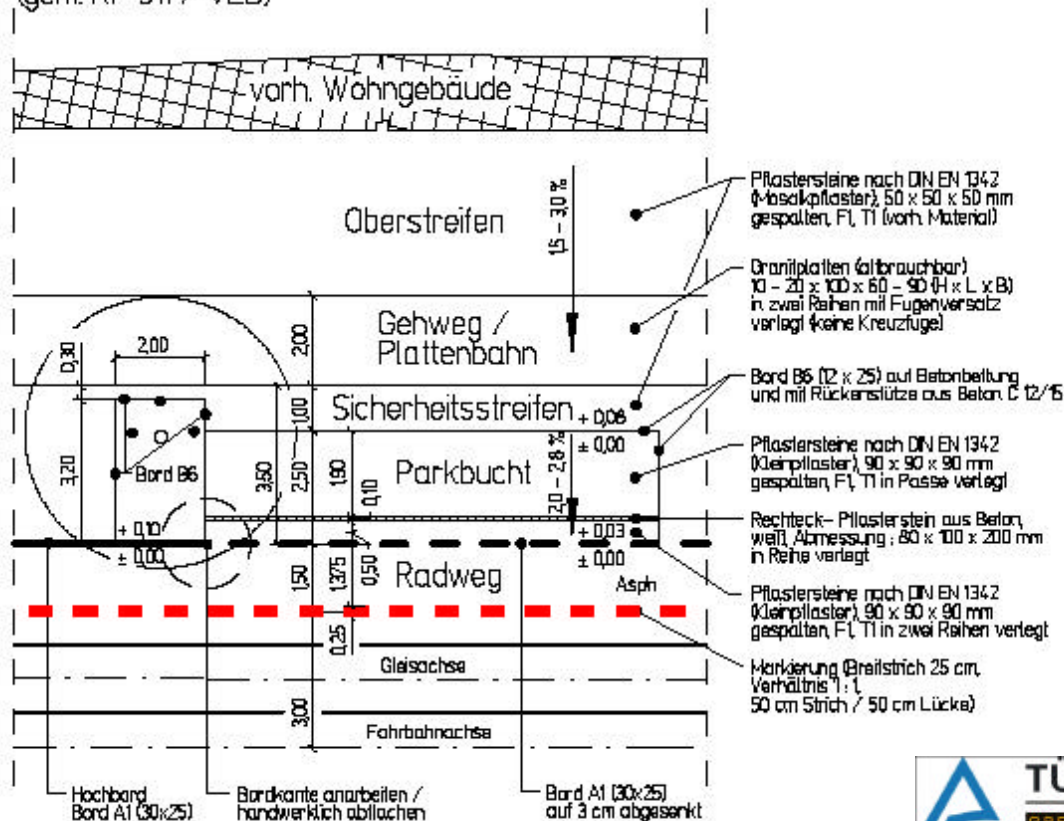 vorh. Wohngebäude
Oberstreifen
1,5 - 3,0 %
Pflastersteine nach DIN EN 1342
(Mosaikpflaster), 50 x 50 x 50 mm
gespalten, F1, T1 (vorh. Material)
Granitplatten (altbrauchbar)
10 - 20 x 100 x 60 - 90 (H x L x B)
in zwei Reihen mit Fugenversatz
verlegt (keine Kreuzfuge)
Gehweg /
Plattenbahn
2,00
0,30
2,00
Bord B6 (12 x 25) auf Betonbettung
und mit Rückenstütze aus Beton C 12/15
Sicherheitsstreifen
1,00
+ 0,06
± 0,00
Parkbucht
2,0 - 2,8 %
3,20
Bord B6
3,60
2,50
1,90
0,10
Pflastersteine nach DIN EN 1342
(Kleinpflaster), 90 x 90 x 90 mm
gespalten, F1, T1 in Passe verlegt
Rechteck- Pflasterstein aus Beton,
weiß, Abmessung : 80 x 100 x 200 mm
in Reihe verlegt
+ 0,10
± 0,00
+ 0,03
± 0,00
Radweg
Asph
1,90
1,375
0,50
0,25
Pflastersteine nach DIN EN 1342
(Kleinpflaster), 90 x 90 x 90 mm
gespalten, F1, T1 in zwei Reihen verlegt
Markierung (Breitstrich 25 cm,
Verhältnis 1 : 1,
50 cm Strich / 50 cm Lücke)
Gleisachse
3,00
Fahrbahnachse
Hochbord
Bord A1 (30x25)
Bordkante anarbeiten /
handwerklich abflachen
Bord A1 (30x25)
auf 3 cm abgesenkt